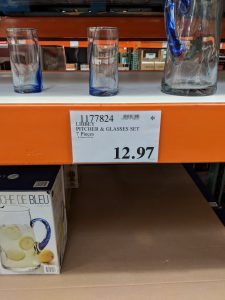 1177824
LIBBEY
PITCHER & GLASSES SET
7 Pieces
12.97
CHE DE BLEU